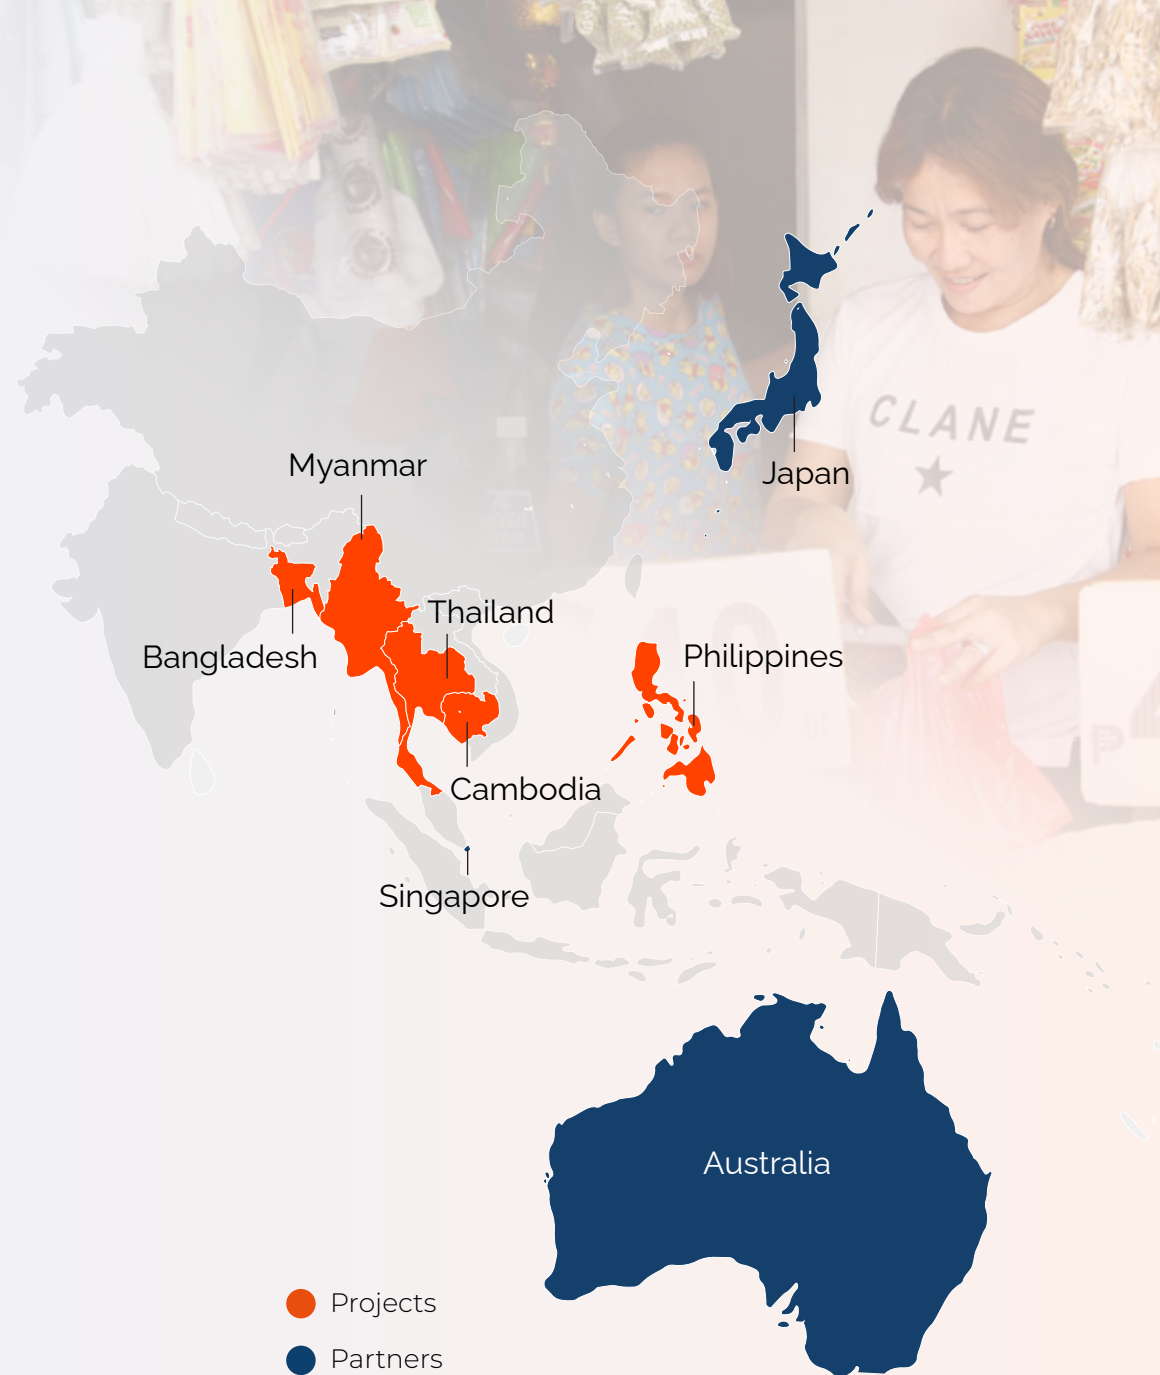 CLANE
Myanmar
Japan
Thailand
Bangladesh
Philippines
Cambodia
Singapore
Australia
Projects
Partners